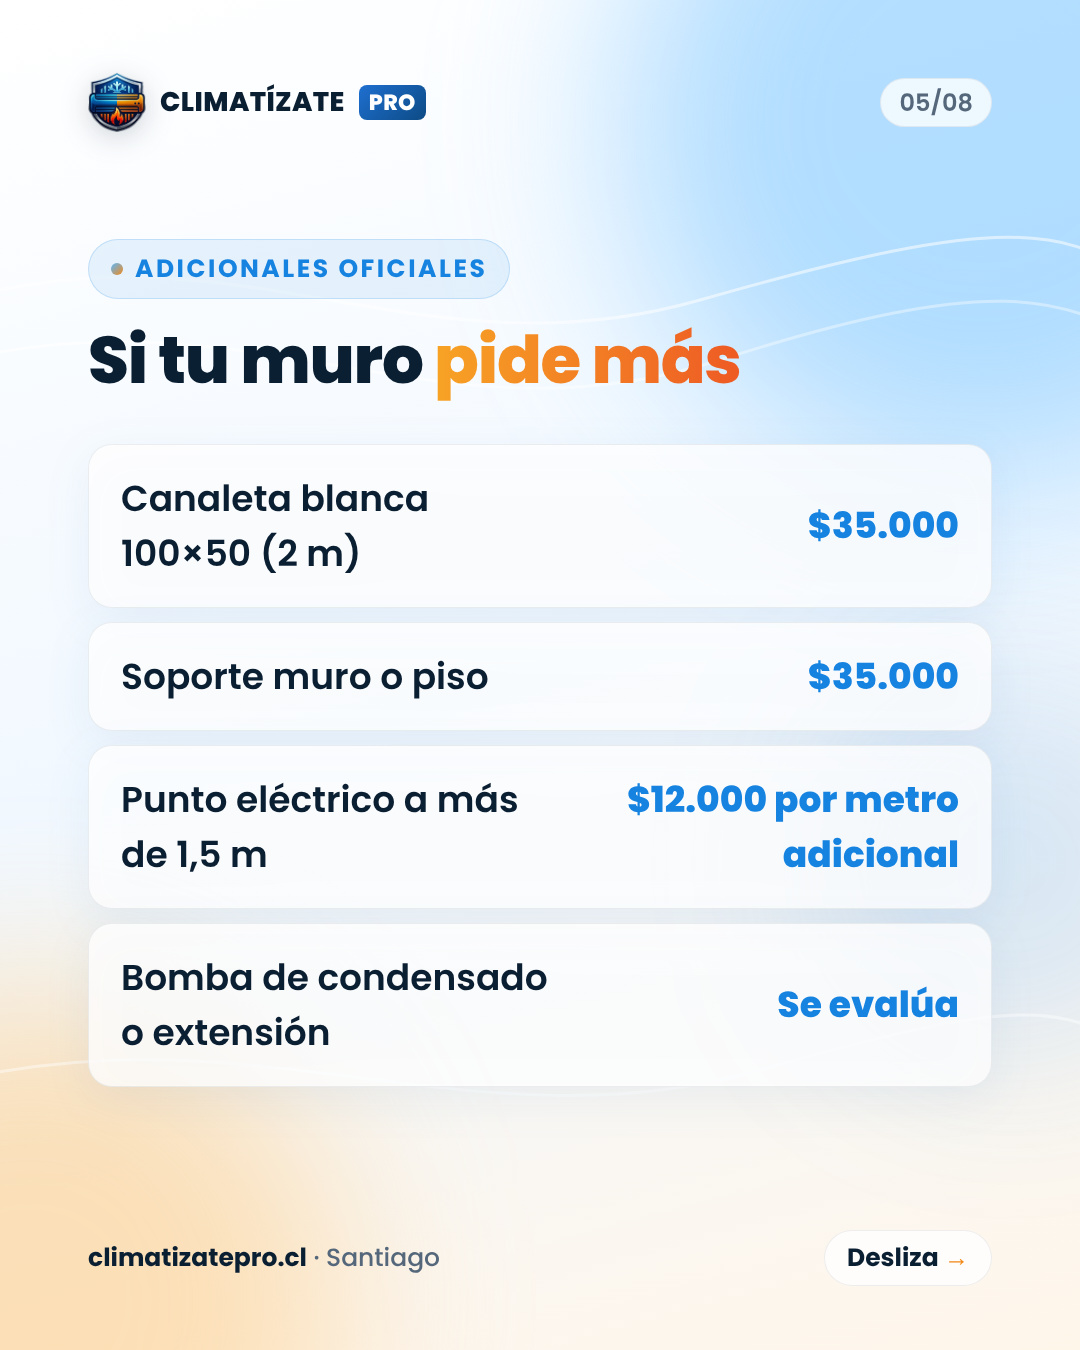 CLIMATÍZATE PRO
05/08
ADICIONALES OFICIALES
Si tu muro pide más
Canaleta blanca
100×50 (2 m)
$35.000
Soporte muro o piso
$35.000
Punto eléctrico a más
de 1,5 m
$12.000 por metro
adicional
Bomba de condensado
o extensión
Se evalúa
climatizatepro.cl · Santiago
Desliza →